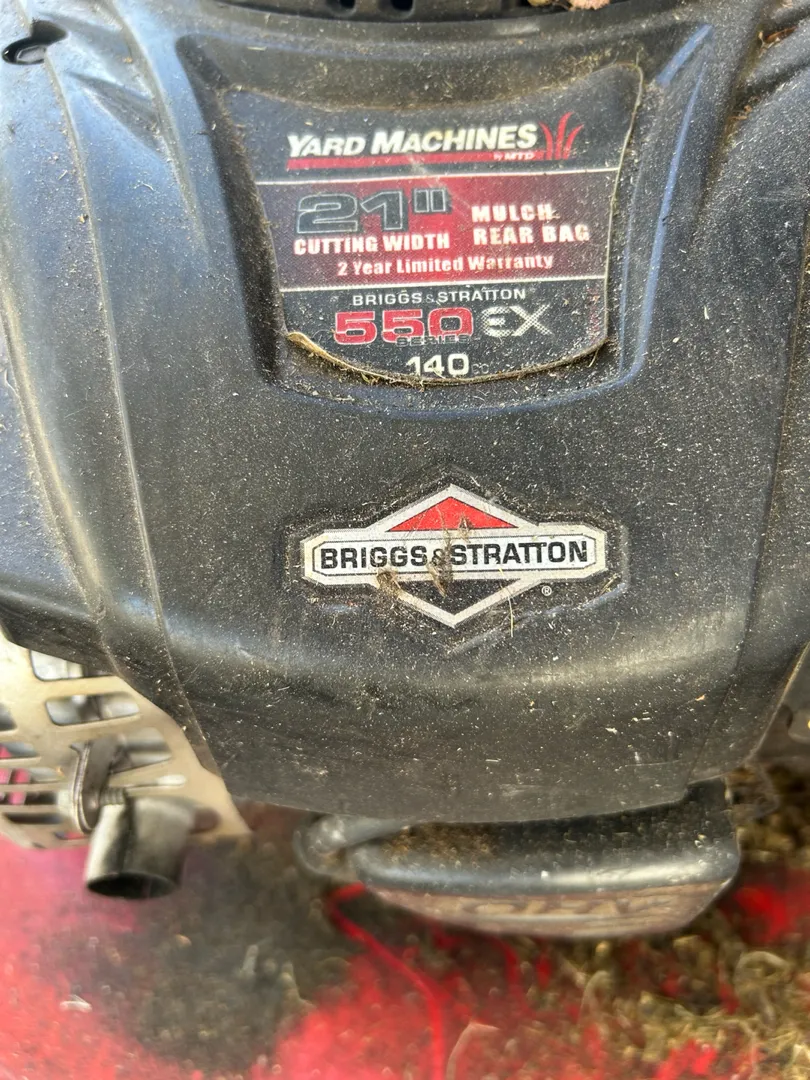 YARD MACHINES
by MTD
21" MULCH
CUTTING WIDTH REAR BAG
2 Year Limited Warranty
BRIGGS & STRATTON
550 EX
SERIES
140 cc
BRIGGS & STRATTON
®